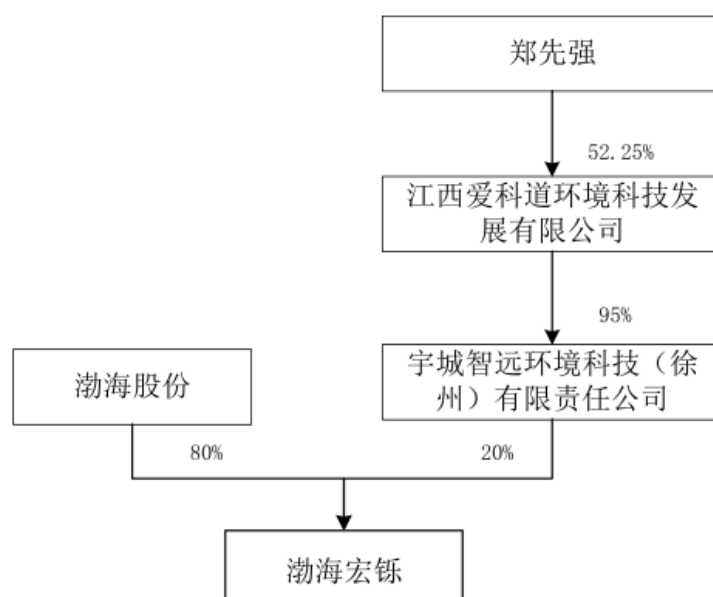 郑先强
52.25%
江西爱科道环境科技发
展有限公司
95%
渤海股份
宇城智远环境科技（徐
州）有限责任公司
80%
20%
渤海宏铄